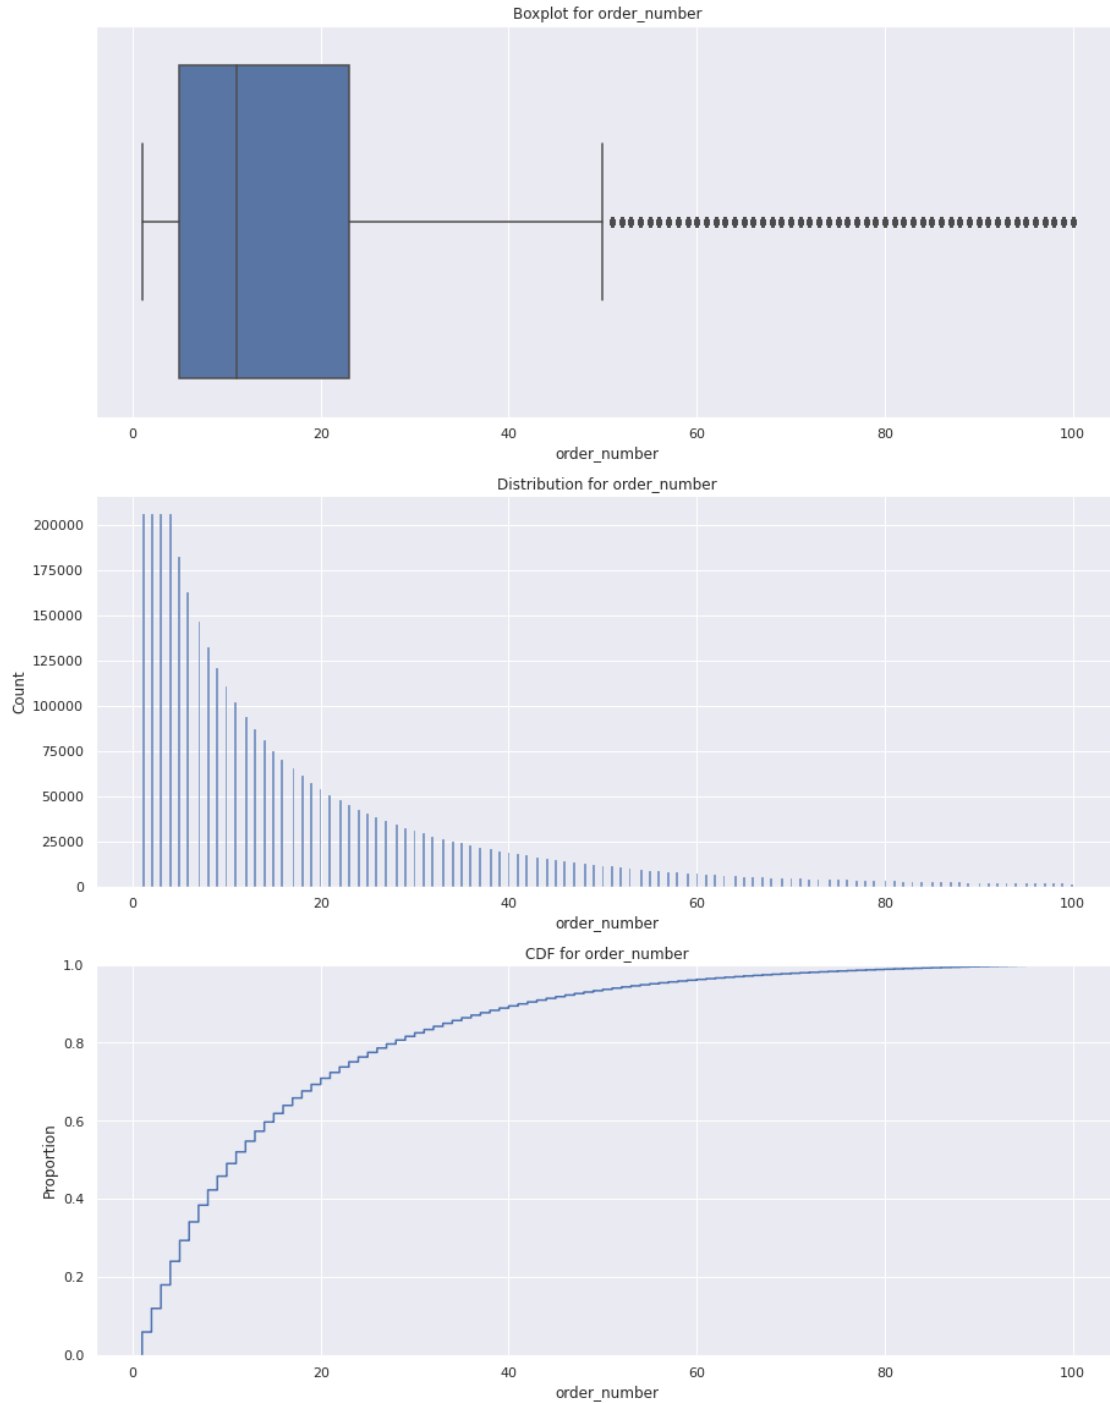 Boxplot for order_number
0 20 40 60 80 100
order_number
Distribution for order_number
200000
175000
150000
125000
100000
75000
50000
25000
0
Count
0 20 40 60 80 100
order_number
CDF for order_number
1.0
0.8
0.6
0.4
0.2
0.0
Proportion
0 20 40 60 80 100
order_number